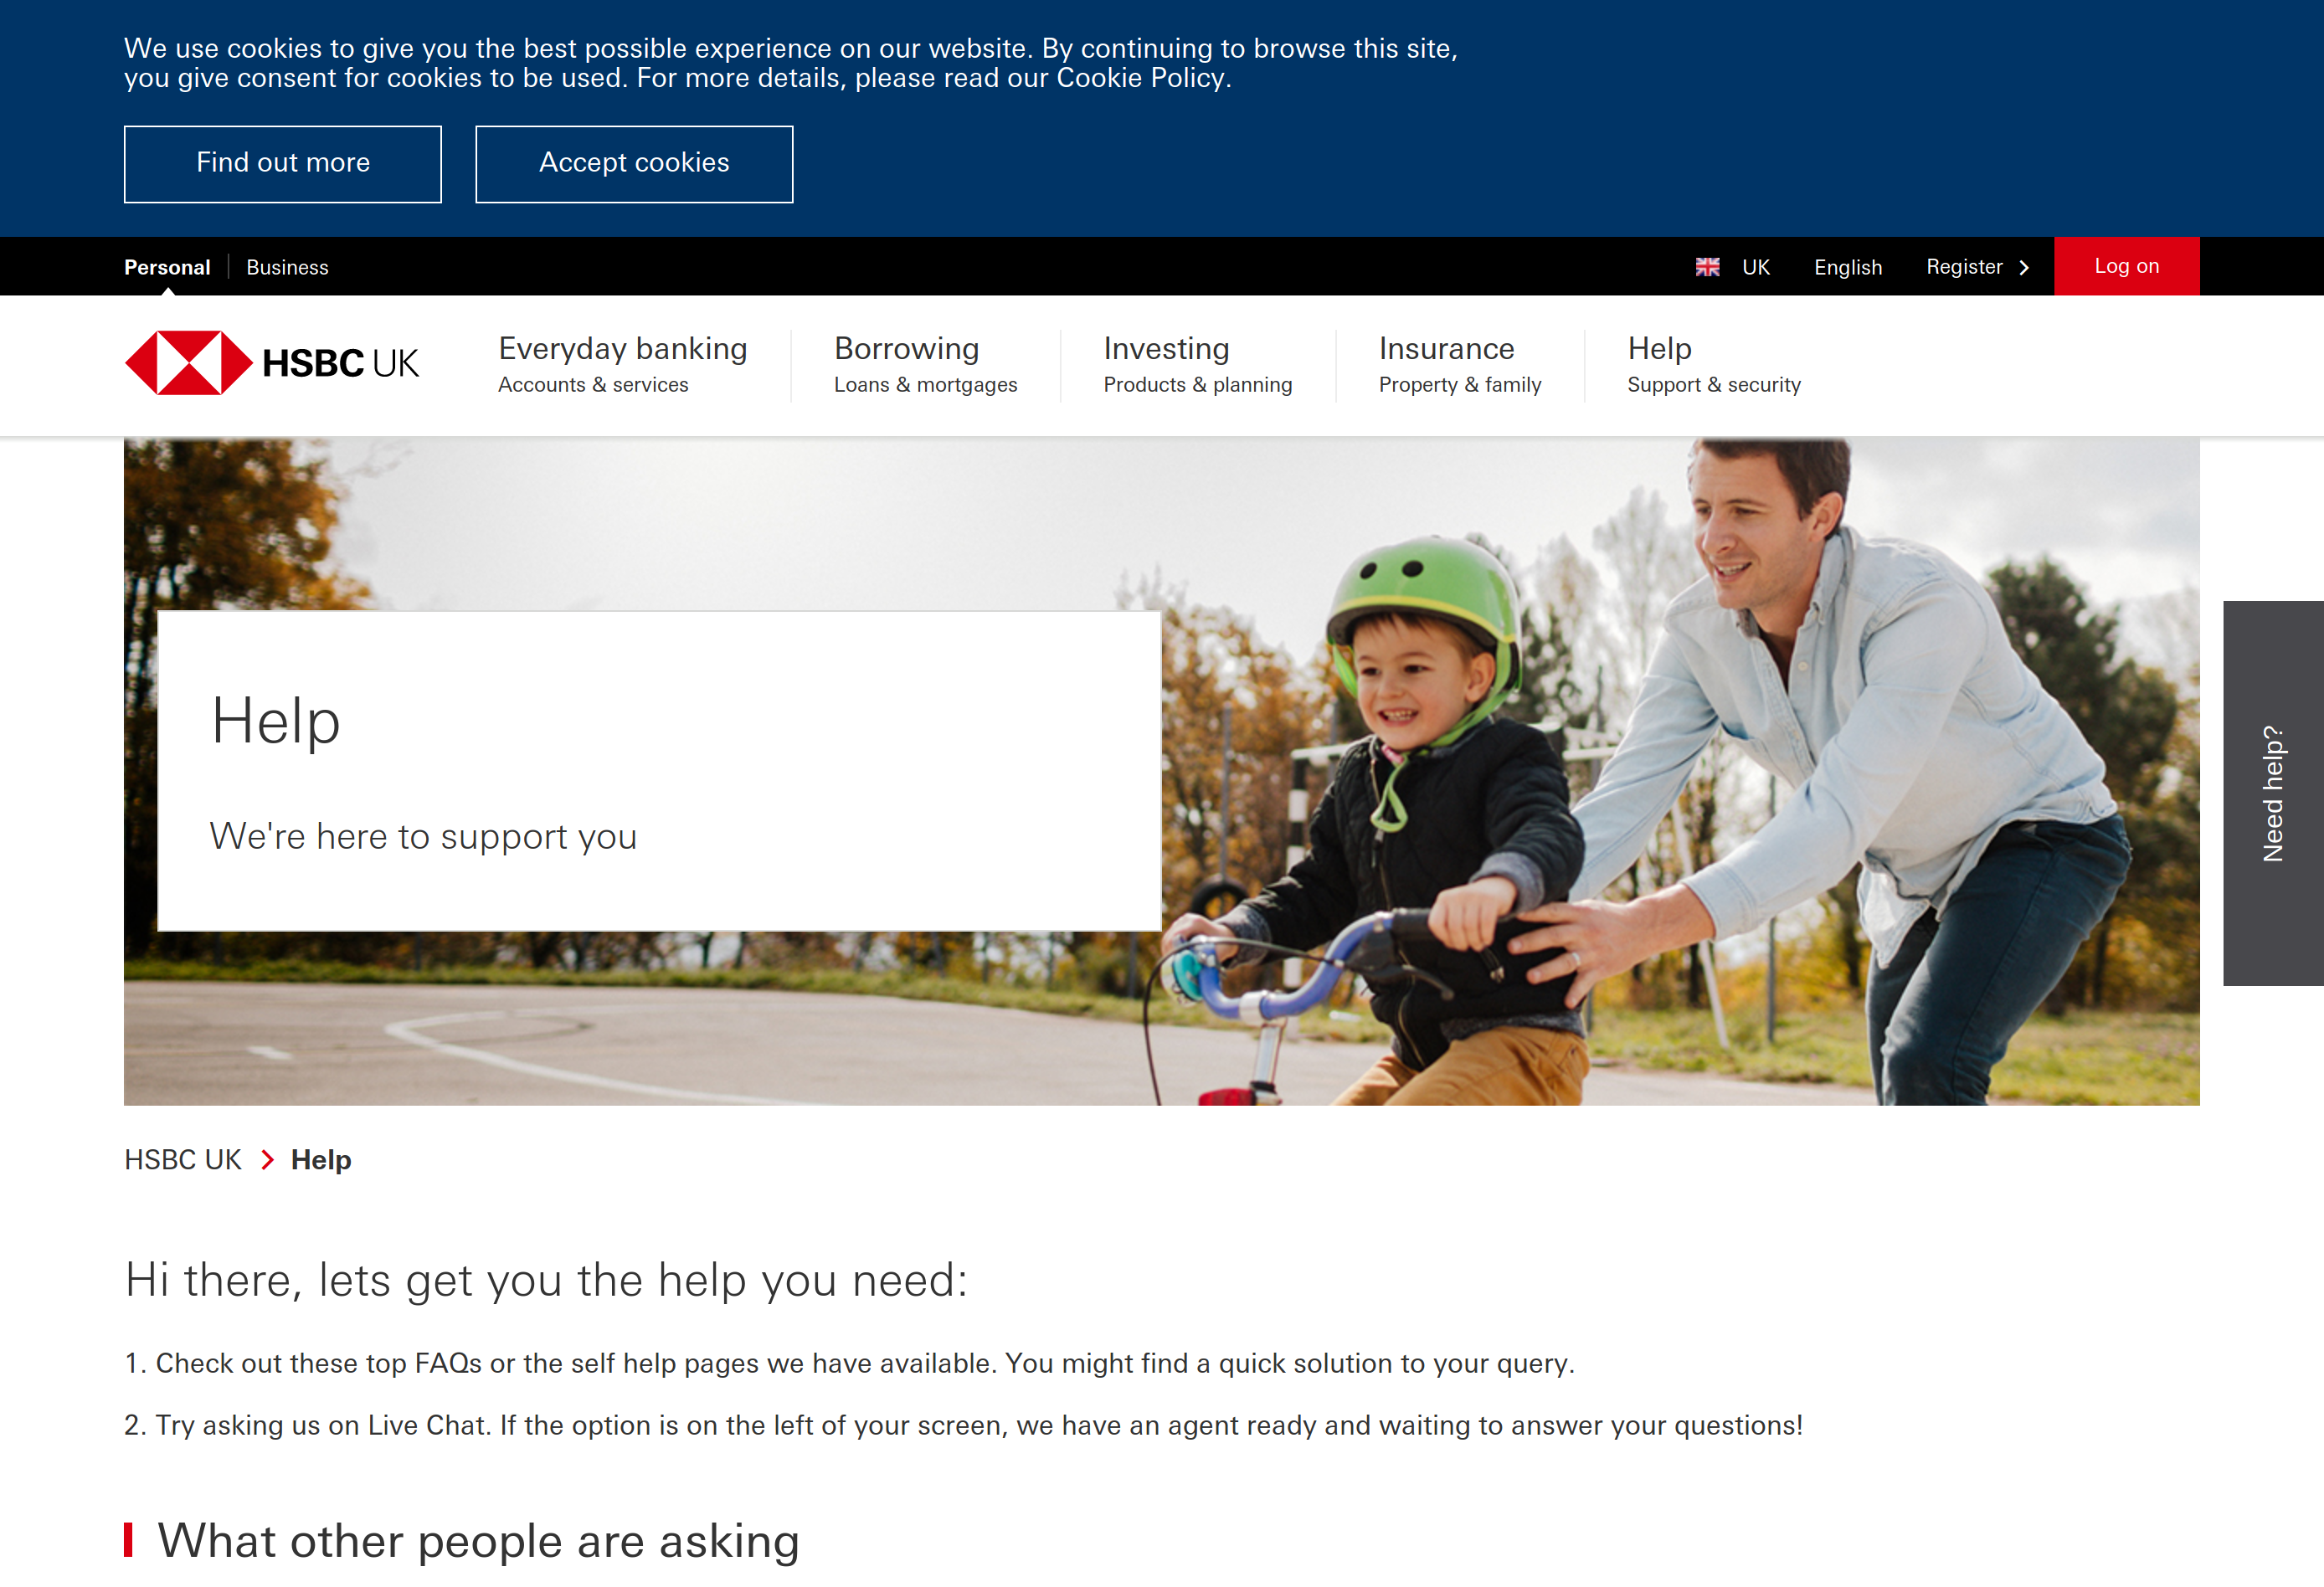 We use cookies to give you the best possible experience on our website. By continuing to browse this site,
you give consent for cookies to be used. For more details, please read our Cookie Policy.
Find out more
Accept cookies
Personal
Business
UK
English
Register
Log on
HSBC UK
Everyday banking
Accounts & services
Borrowing
Loans & mortgages
Investing
Products & planning
Insurance
Property & family
Help
Support & security
Help
We're here to support you
Need help?
HSBC UK
Help
Hi there, lets get you the help you need:
1. Check out these top FAQs or the self help pages we have available. You might find a quick solution to your query.
2. Try asking us on Live Chat. If the option is on the left of your screen, we have an agent ready and waiting to answer your questions!
What other people are asking